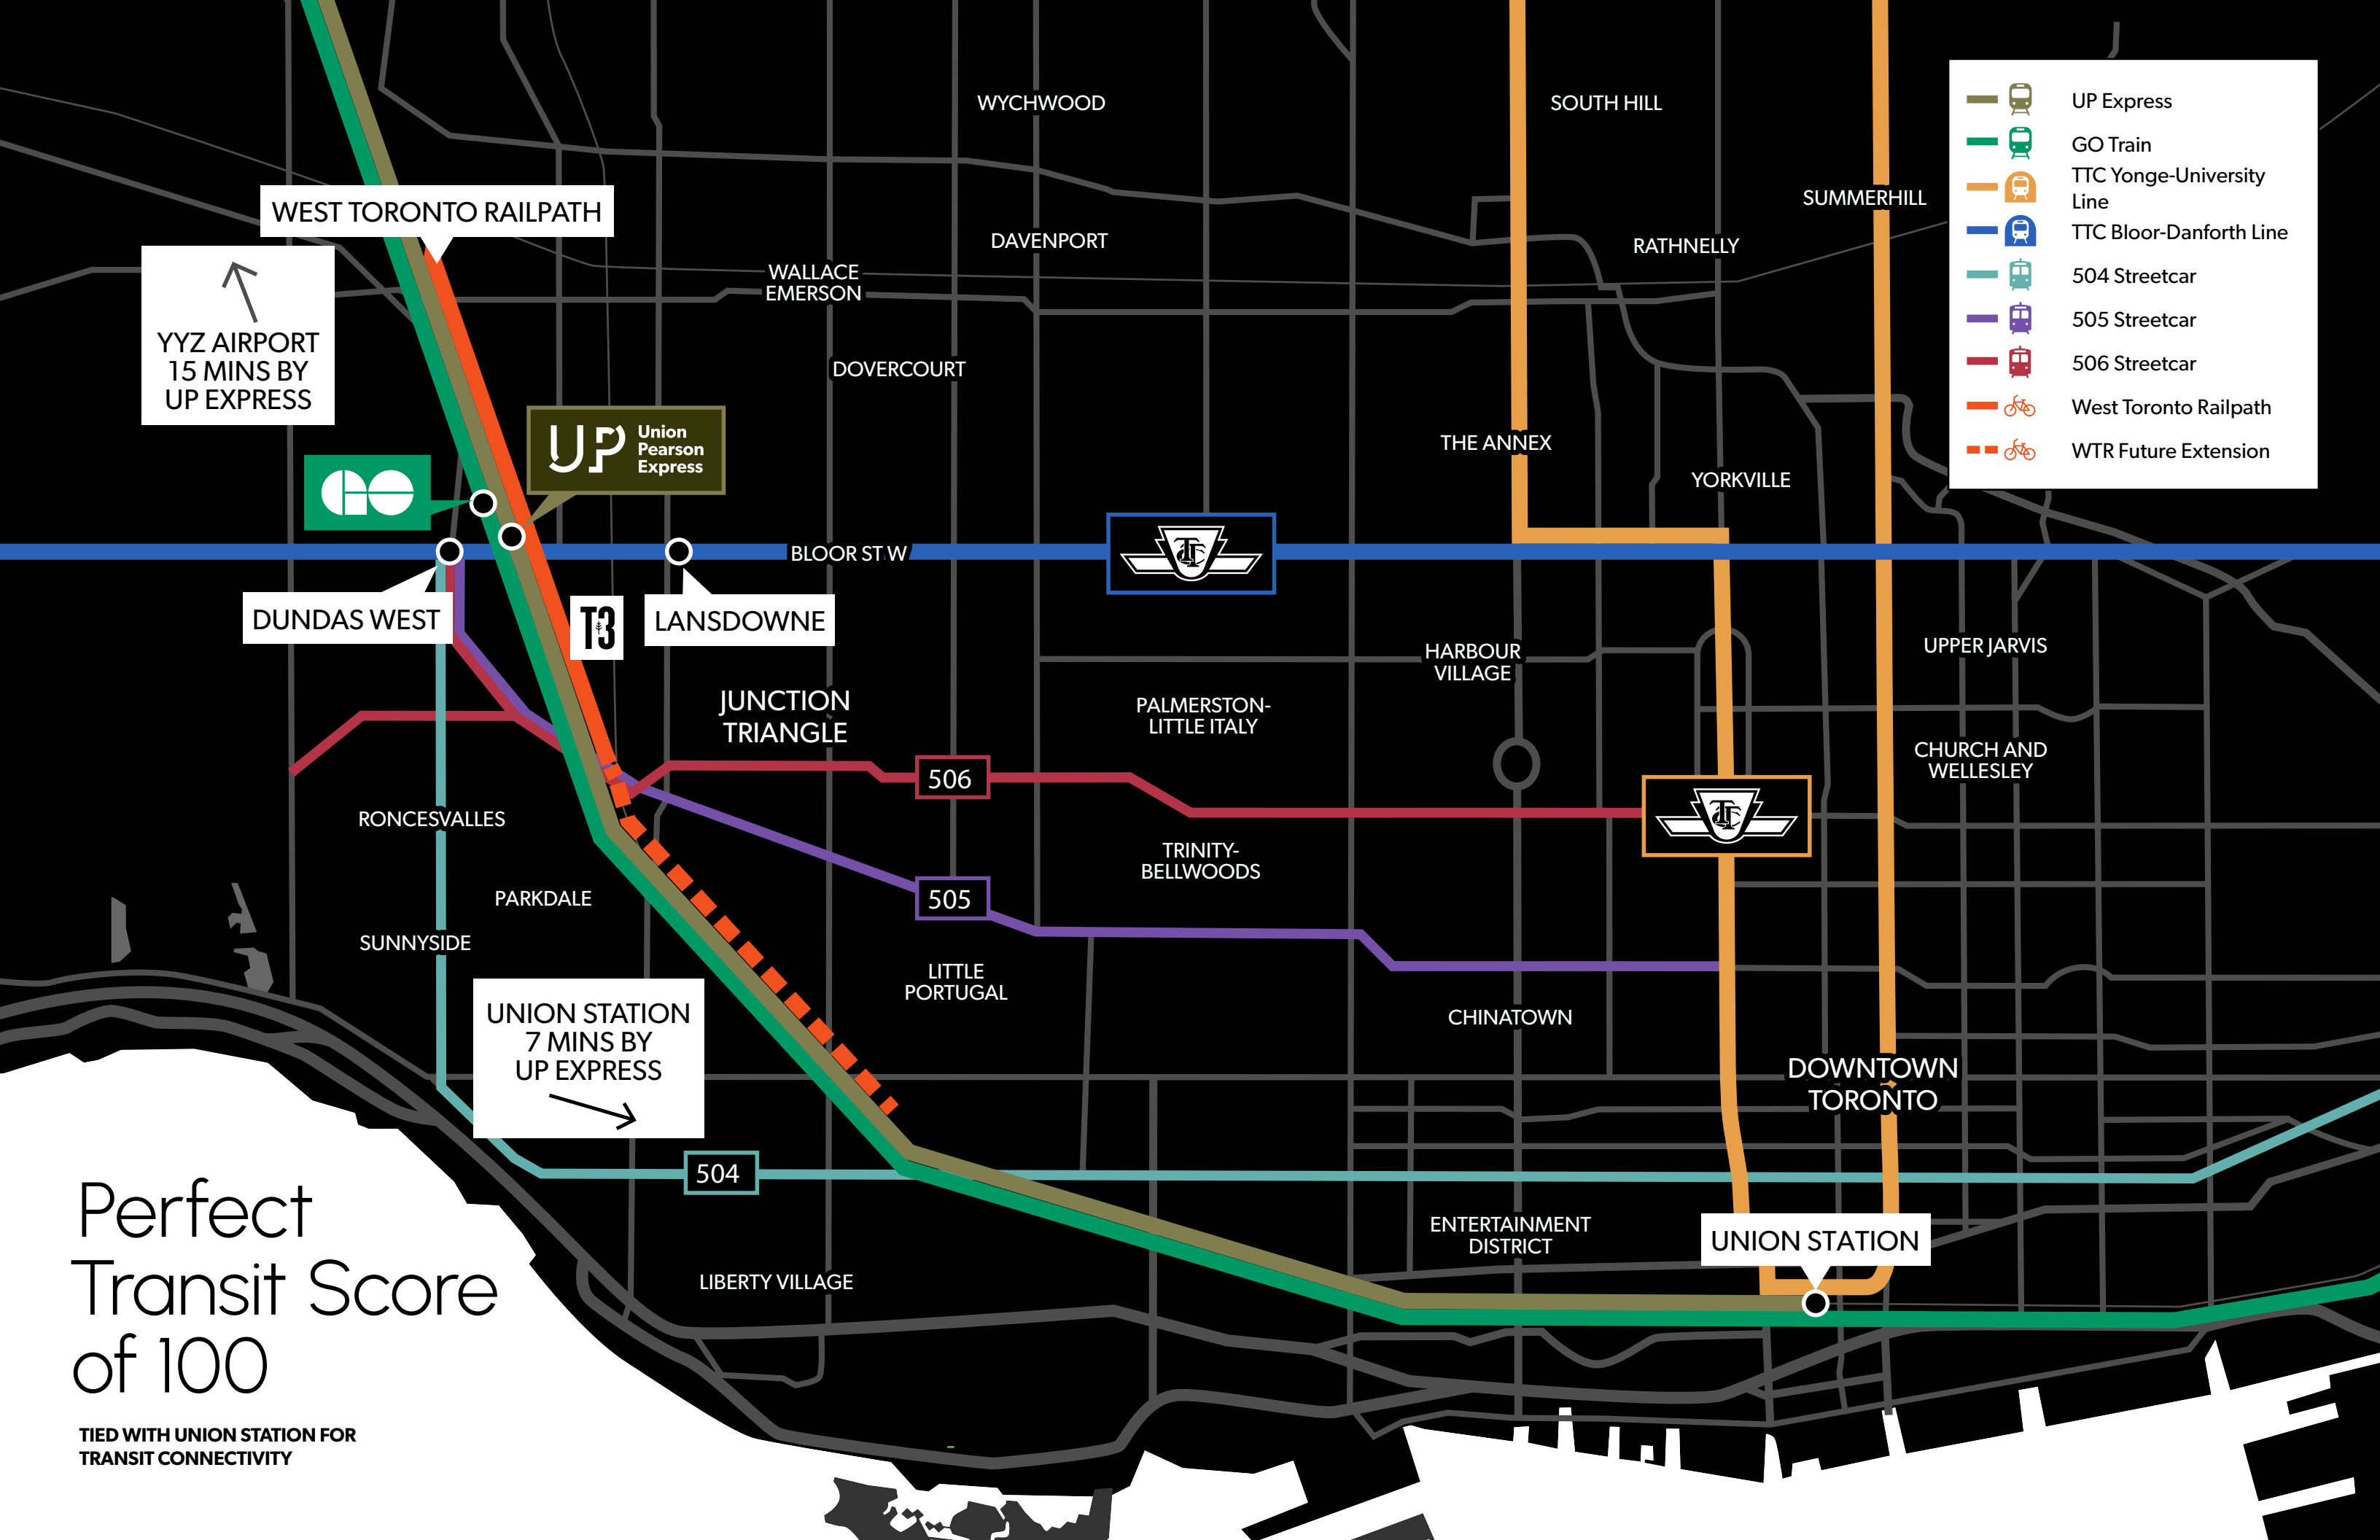 WYCHWOOD
SOUTH HILL
UP Express
GO Train
TTC Yonge-University
Line
TTC Bloor-Danforth Line
504 Streetcar
505 Streetcar
506 Streetcar
West Toronto Railpath
WTR Future Extension
SUMMERHILL
WEST TORONTO RAILPATH
DAVENPORT
RATHNELLY
WALLACE
EMERSON
YYZ AIRPORT
15 MINS BY
UP EXPRESS
DOVERCOURT
THE ANNEX
UP Union
Pearson
Express
YORKVILLE
GO
BLOOR ST W
TTC
DUNDAS WEST
T3
LANSDOWNE
HARBOUR
VILLAGE
UPPER JARVIS
JUNCTION
TRIANGLE
PALMERSTON-
LITTLE ITALY
CHURCH AND
WELLESLEY
506
TTC
RONCESVALLES
TRINITY-
BELLWOODS
PARKDALE
505
SUNNYSIDE
LITTLE
PORTUGAL
CHINATOWN
UNION STATION
7 MINS BY
UP EXPRESS
DOWNTOWN
TORONTO
504
ENTERTAINMENT
DISTRICT
UNION STATION
LIBERTY VILLAGE
Perfect
Transit Score
of 100
TIED WITH UNION STATION FOR
TRANSIT CONNECTIVITY